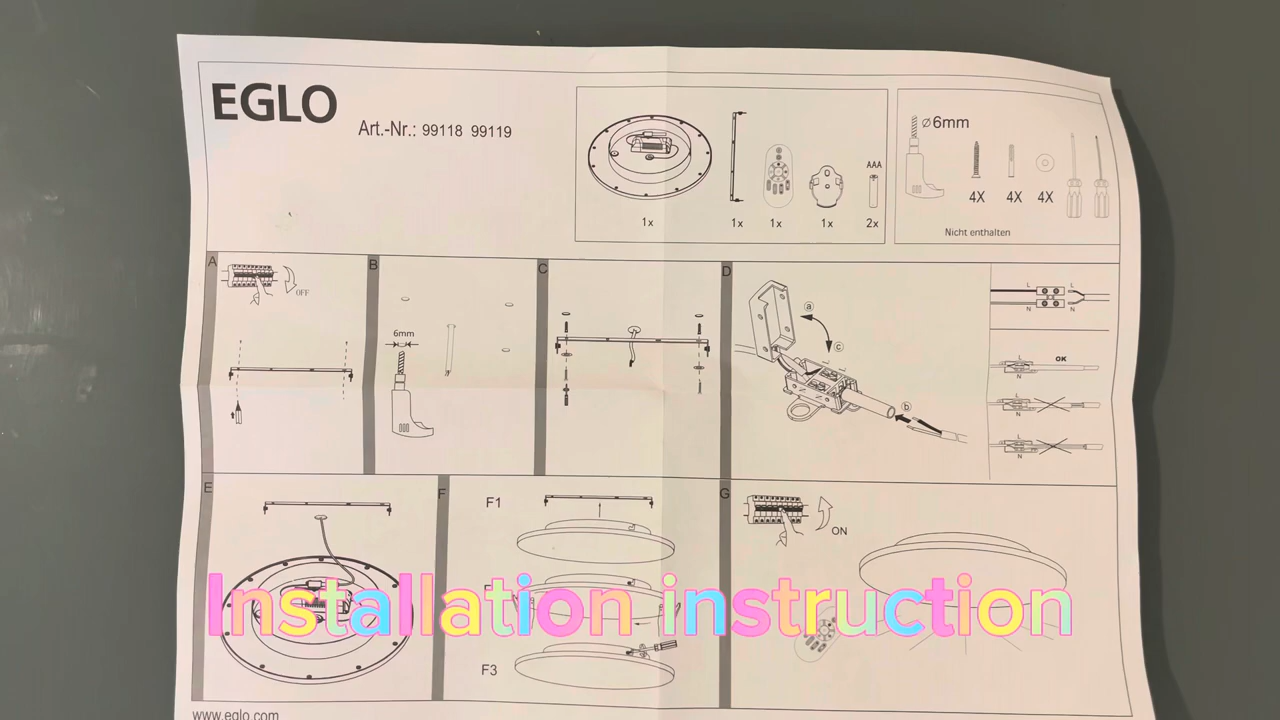 EGLO
Art.-Nr.: 99118 99119
1x
1x
1x
1x
AAA
2x
⌀6mm
4X
4X
4X
Nicht enthalten
A
OFF
B
6mm
C
D
a
c
b
L
L
N
N
L
OK
N
L
N
L
N
E
F
F1
F3
G
ON
Installation instruction
www.eglo.com